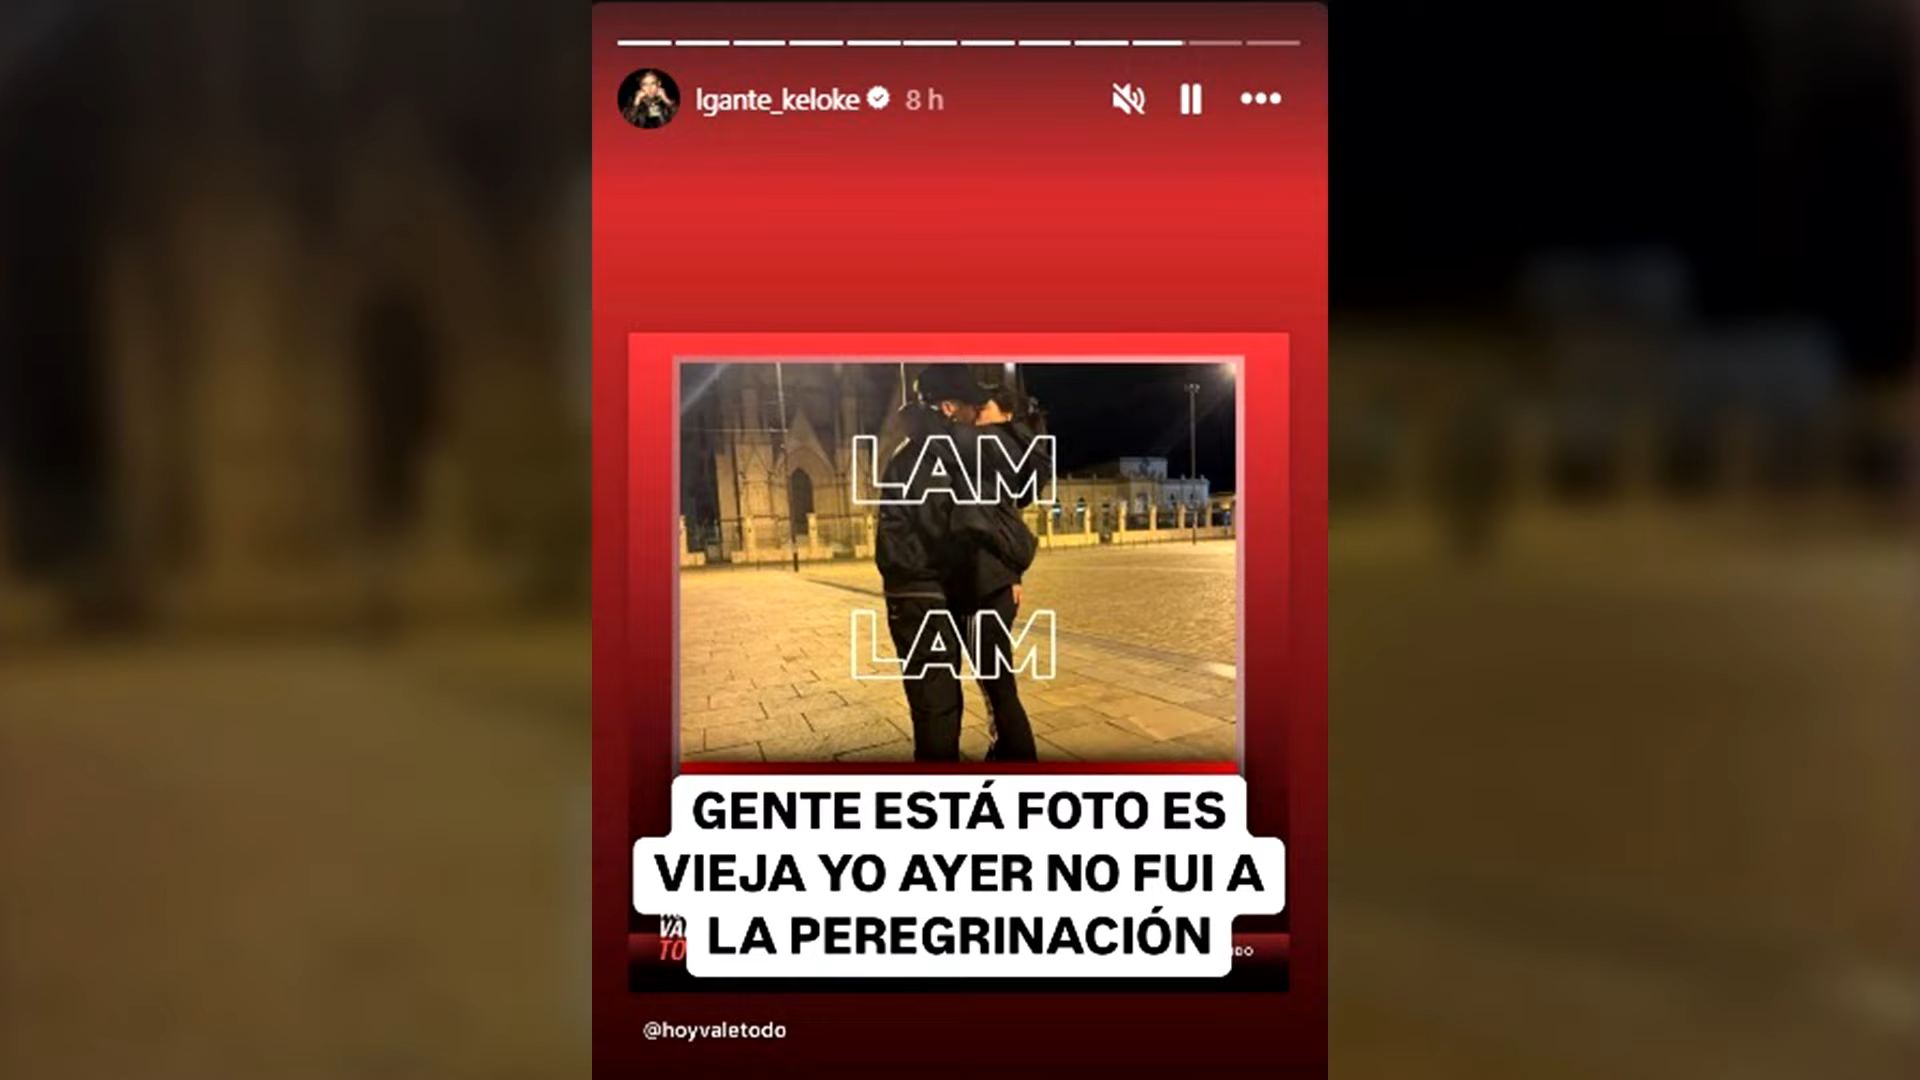 lgante_keloke 8 h
LAM
LAM
GENTE ESTÁ FOTO ES
VIEJA YO AYER NO FUI A
LA PEREGRINACIÓN
@hoyvaletodo